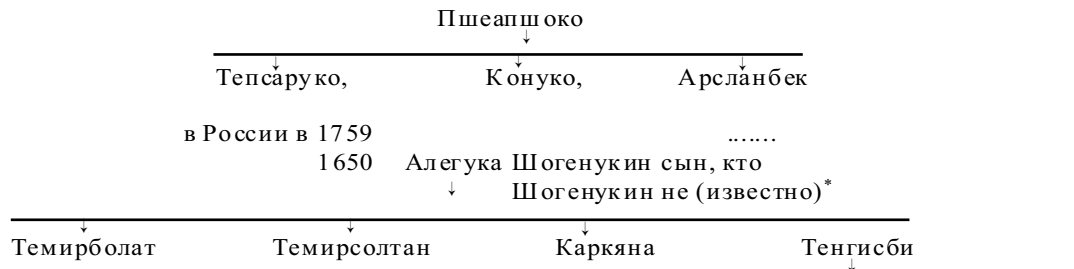 Пшеапшоко
Тепсаруко, Конуко, Арсланбек
в России в 1759 .......
1650 Алегука Шогенукин сын, кто
Шогенукин не (известно)*
Темирболат Темирсолтан Каркяна Тенгисби